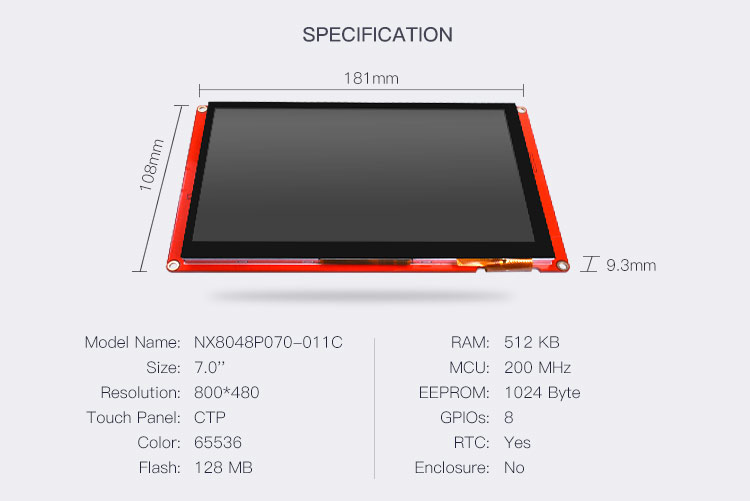 SPECIFICATION
181mm
108mm
9.3mm
Model Name: NX8048P070-011C
Size: 7.0’’
Resolution: 800*480
Touch Panel: CTP
Color: 65536
Flash: 128 MB
RAM: 512 KB
MCU: 200 MHz
EEPROM: 1024 Byte
GPIOs: 8
RTC: Yes
Enclosure: No